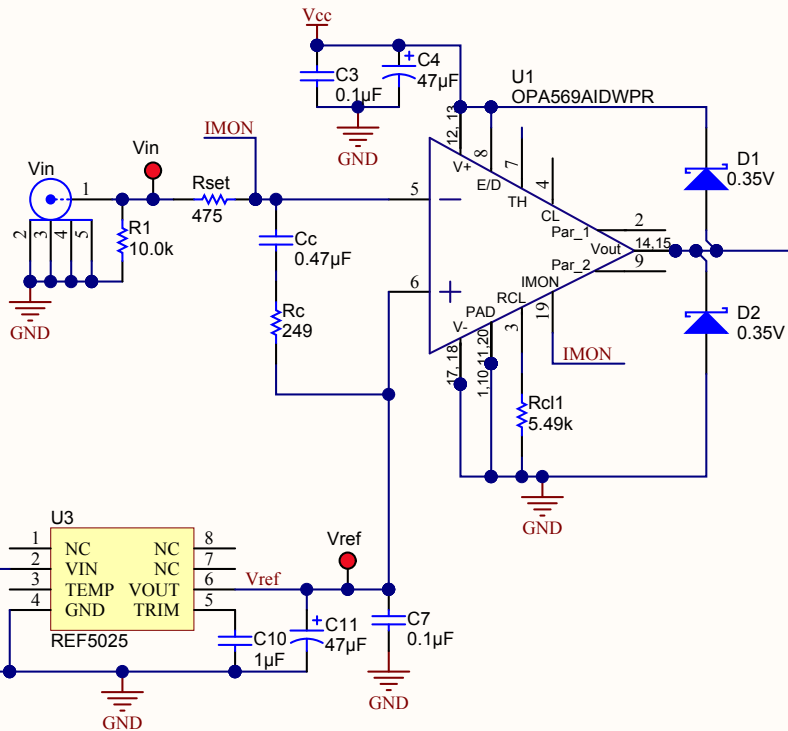 Vcc
C3
0.1µF
C4
47µF
GND
U1
OPA569AIDWPR
IMON
Vin
1
2
3
4
5
GND
Vin
R1
10.0k
Rset
475
Cc
0.47µF
Rc
249
5
6
12, 13
V+
8
E/D
7
TH
4
CL
Par_1
2
Vout
14,15
Par_2
9
IMON
19
RCL
3
PAD
1,10, 11,20
V-
17, 18
IMON
Rcl1
5.49k
GND
D1
0.35V
D2
0.35V
U3
1
NC
2
VIN
3
TEMP
4
GND
NC
8
NC
7
VOUT
6
TRIM
5
REF5025
Vref
Vref
C10
1µF
C11
47µF
C7
0.1µF
GND
GND